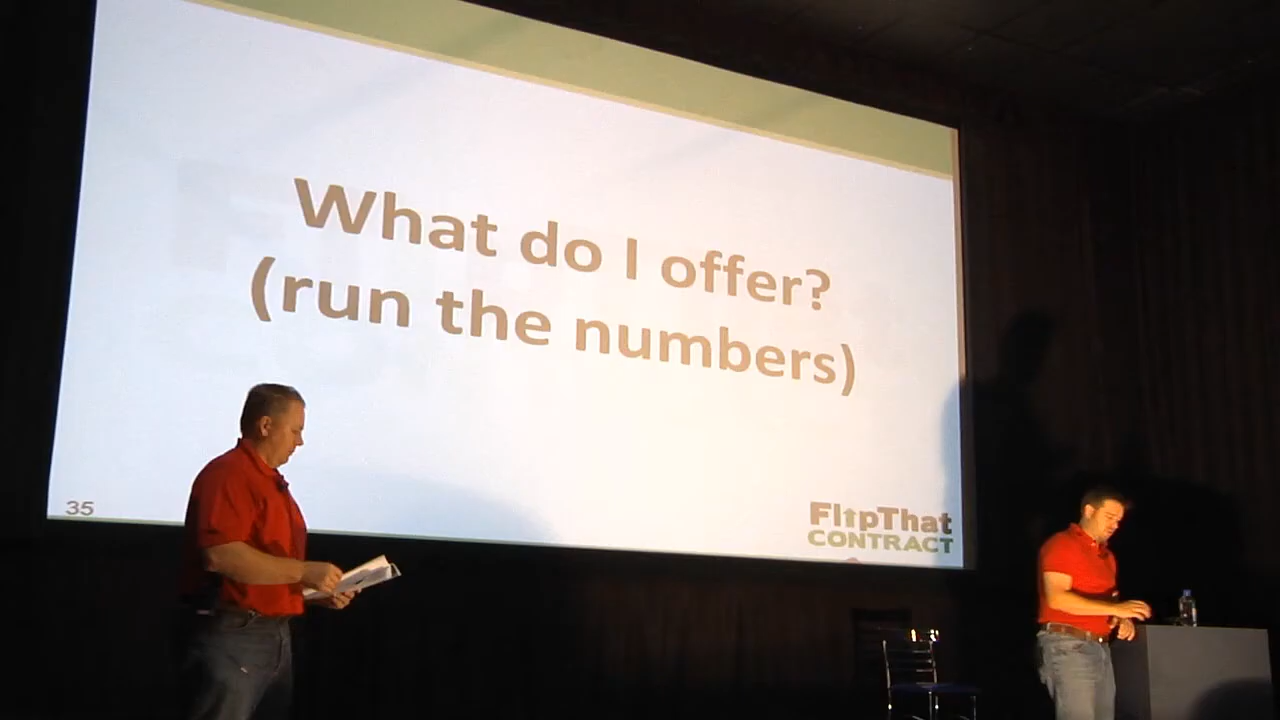 What do I offer?
(run the numbers)
35
FlipThat
CONTRACT